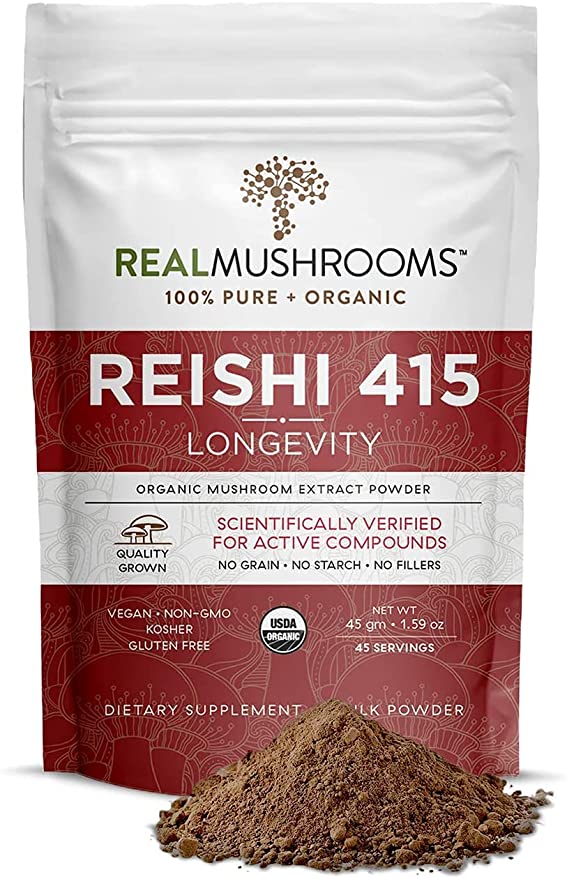 REALMUSHROOMS™
100% PURE + ORGANIC
REISHI 415
LONGEVITY
ORGANIC MUSHROOM EXTRACT POWDER
QUALITY
GROWN
SCIENTIFICALLY VERIFIED
FOR ACTIVE COMPOUNDS
NO GRAIN • NO STARCH • NO FILLERS
VEGAN • NON-GMO
KOSHER
GLUTEN FREE
USDA
ORGANIC
NET WT
45 gm • 1.59 oz
45 SERVINGS
DIETARY SUPPLEMENT
POWDER